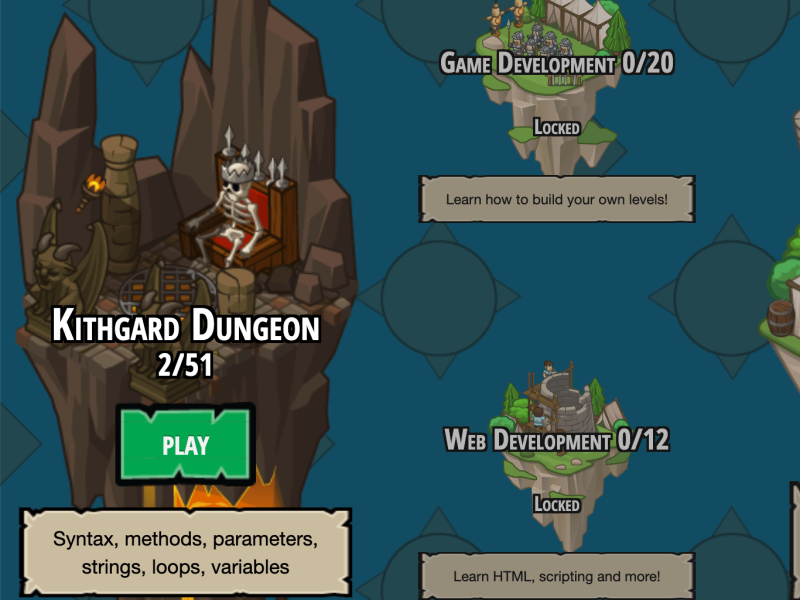 Kithgard Dungeon
2/51
PLAY
Syntax, methods, parameters,
strings, loops, variables
Game Development 0/20
Locked
Learn how to build your own levels!
Web Development 0/12
Locked
Learn HTML, scripting and more!